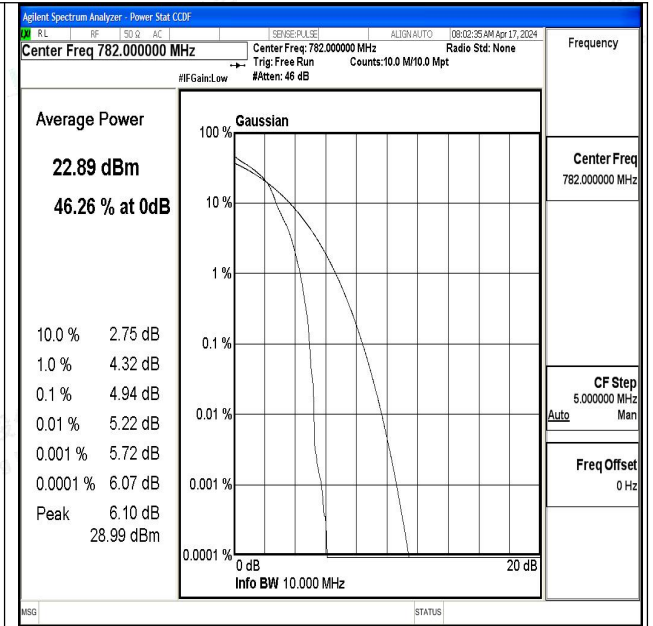 Agilent Spectrum Analyzer - Power Stat CCDF
RL RF 50 Ω AC SENSE:PULSE ALIGN AUTO 08:02:35 AM Apr 17, 2024
Center Freq 782.000000 MHz
Center Freq: 782.000000 MHz Radio Std: None
Trig: Free Run Counts:10.0 M/10.0 Mpt
#IFGain:Low #Atten: 46 dB
Frequency
Average Power
22.89 dBm
46.26 % at 0dB
10.0 % 2.75 dB
1.0 % 4.32 dB
0.1 % 4.94 dB
0.01 % 5.22 dB
0.001 % 5.72 dB
0.0001 % 6.07 dB
Peak 6.10 dB
28.99 dBm
Gaussian
100 %
10 %
1 %
0.1 %
0.01 %
0.001 %
0.0001 %
0 dB 20 dB
Info BW 10.000 MHz
Center Freq
782.000000 MHz
CF Step
5.000000 MHz
Auto Man
Freq Offset
0 Hz
MSG STATUS